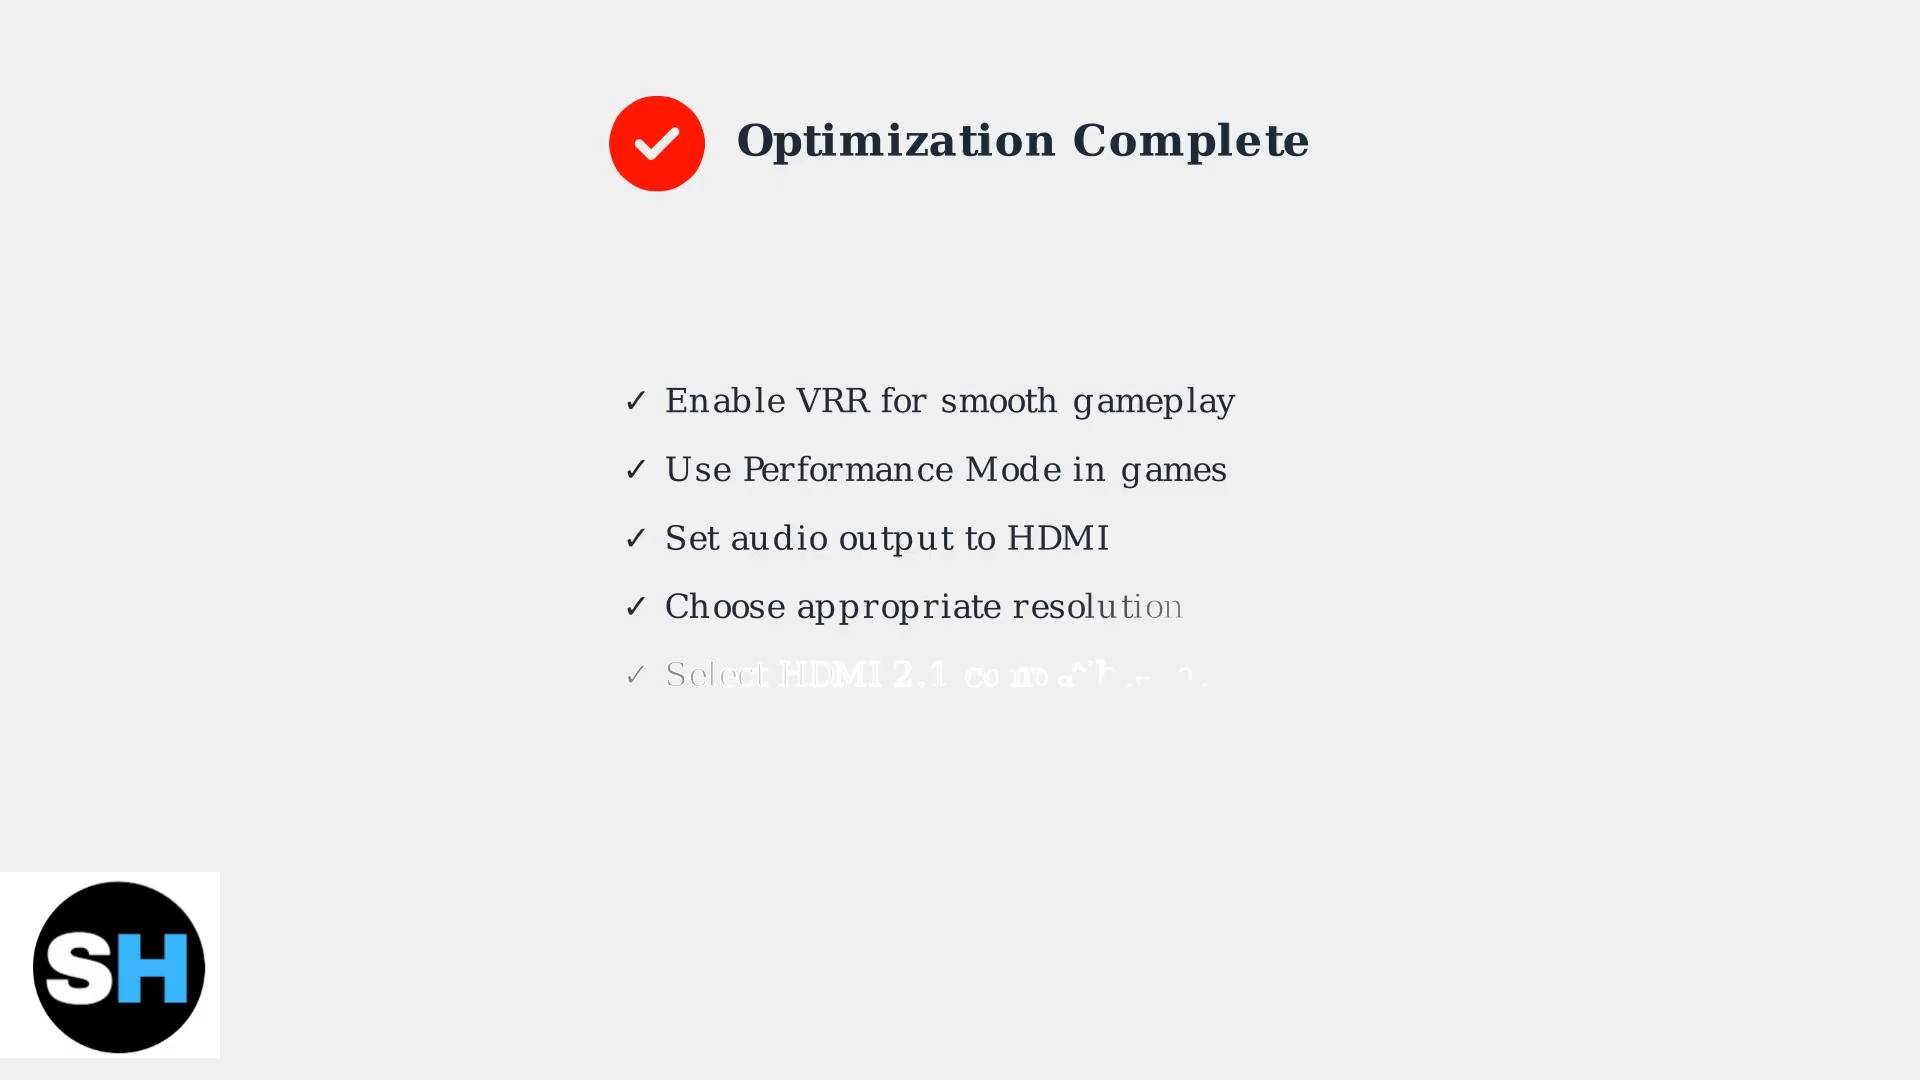 Optimization Complete
✓ Enable VRR for smooth gameplay
✓ Use Performance Mode in games
✓ Set audio output to HDMI
✓ Choose appropriate resolution
✓ Select HDMI 2.1
SH